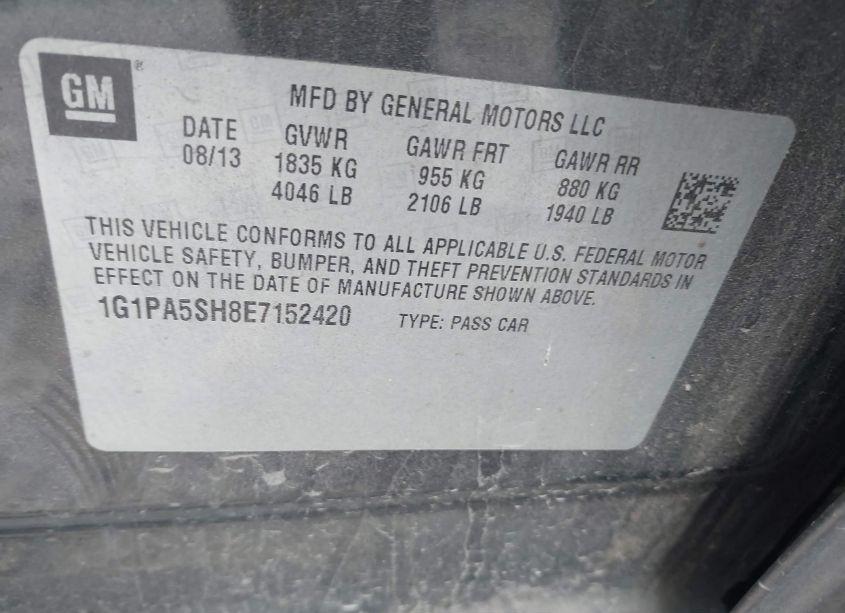 GM
MFD BY GENERAL MOTORS LLC
DATE GVWR GAWR FRT GAWR RR
08/13 1835 KG 955 KG 880 KG
4046 LB 2106 LB 1940 LB
THIS VEHICLE CONFORMS TO ALL APPLICABLE U.S. FEDERAL MOTOR
VEHICLE SAFETY, BUMPER, AND THEFT PREVENTION STANDARDS IN
EFFECT ON THE DATE OF MANUFACTURE SHOWN ABOVE.
1G1PA5SH8E7152420 TYPE: PASS CAR